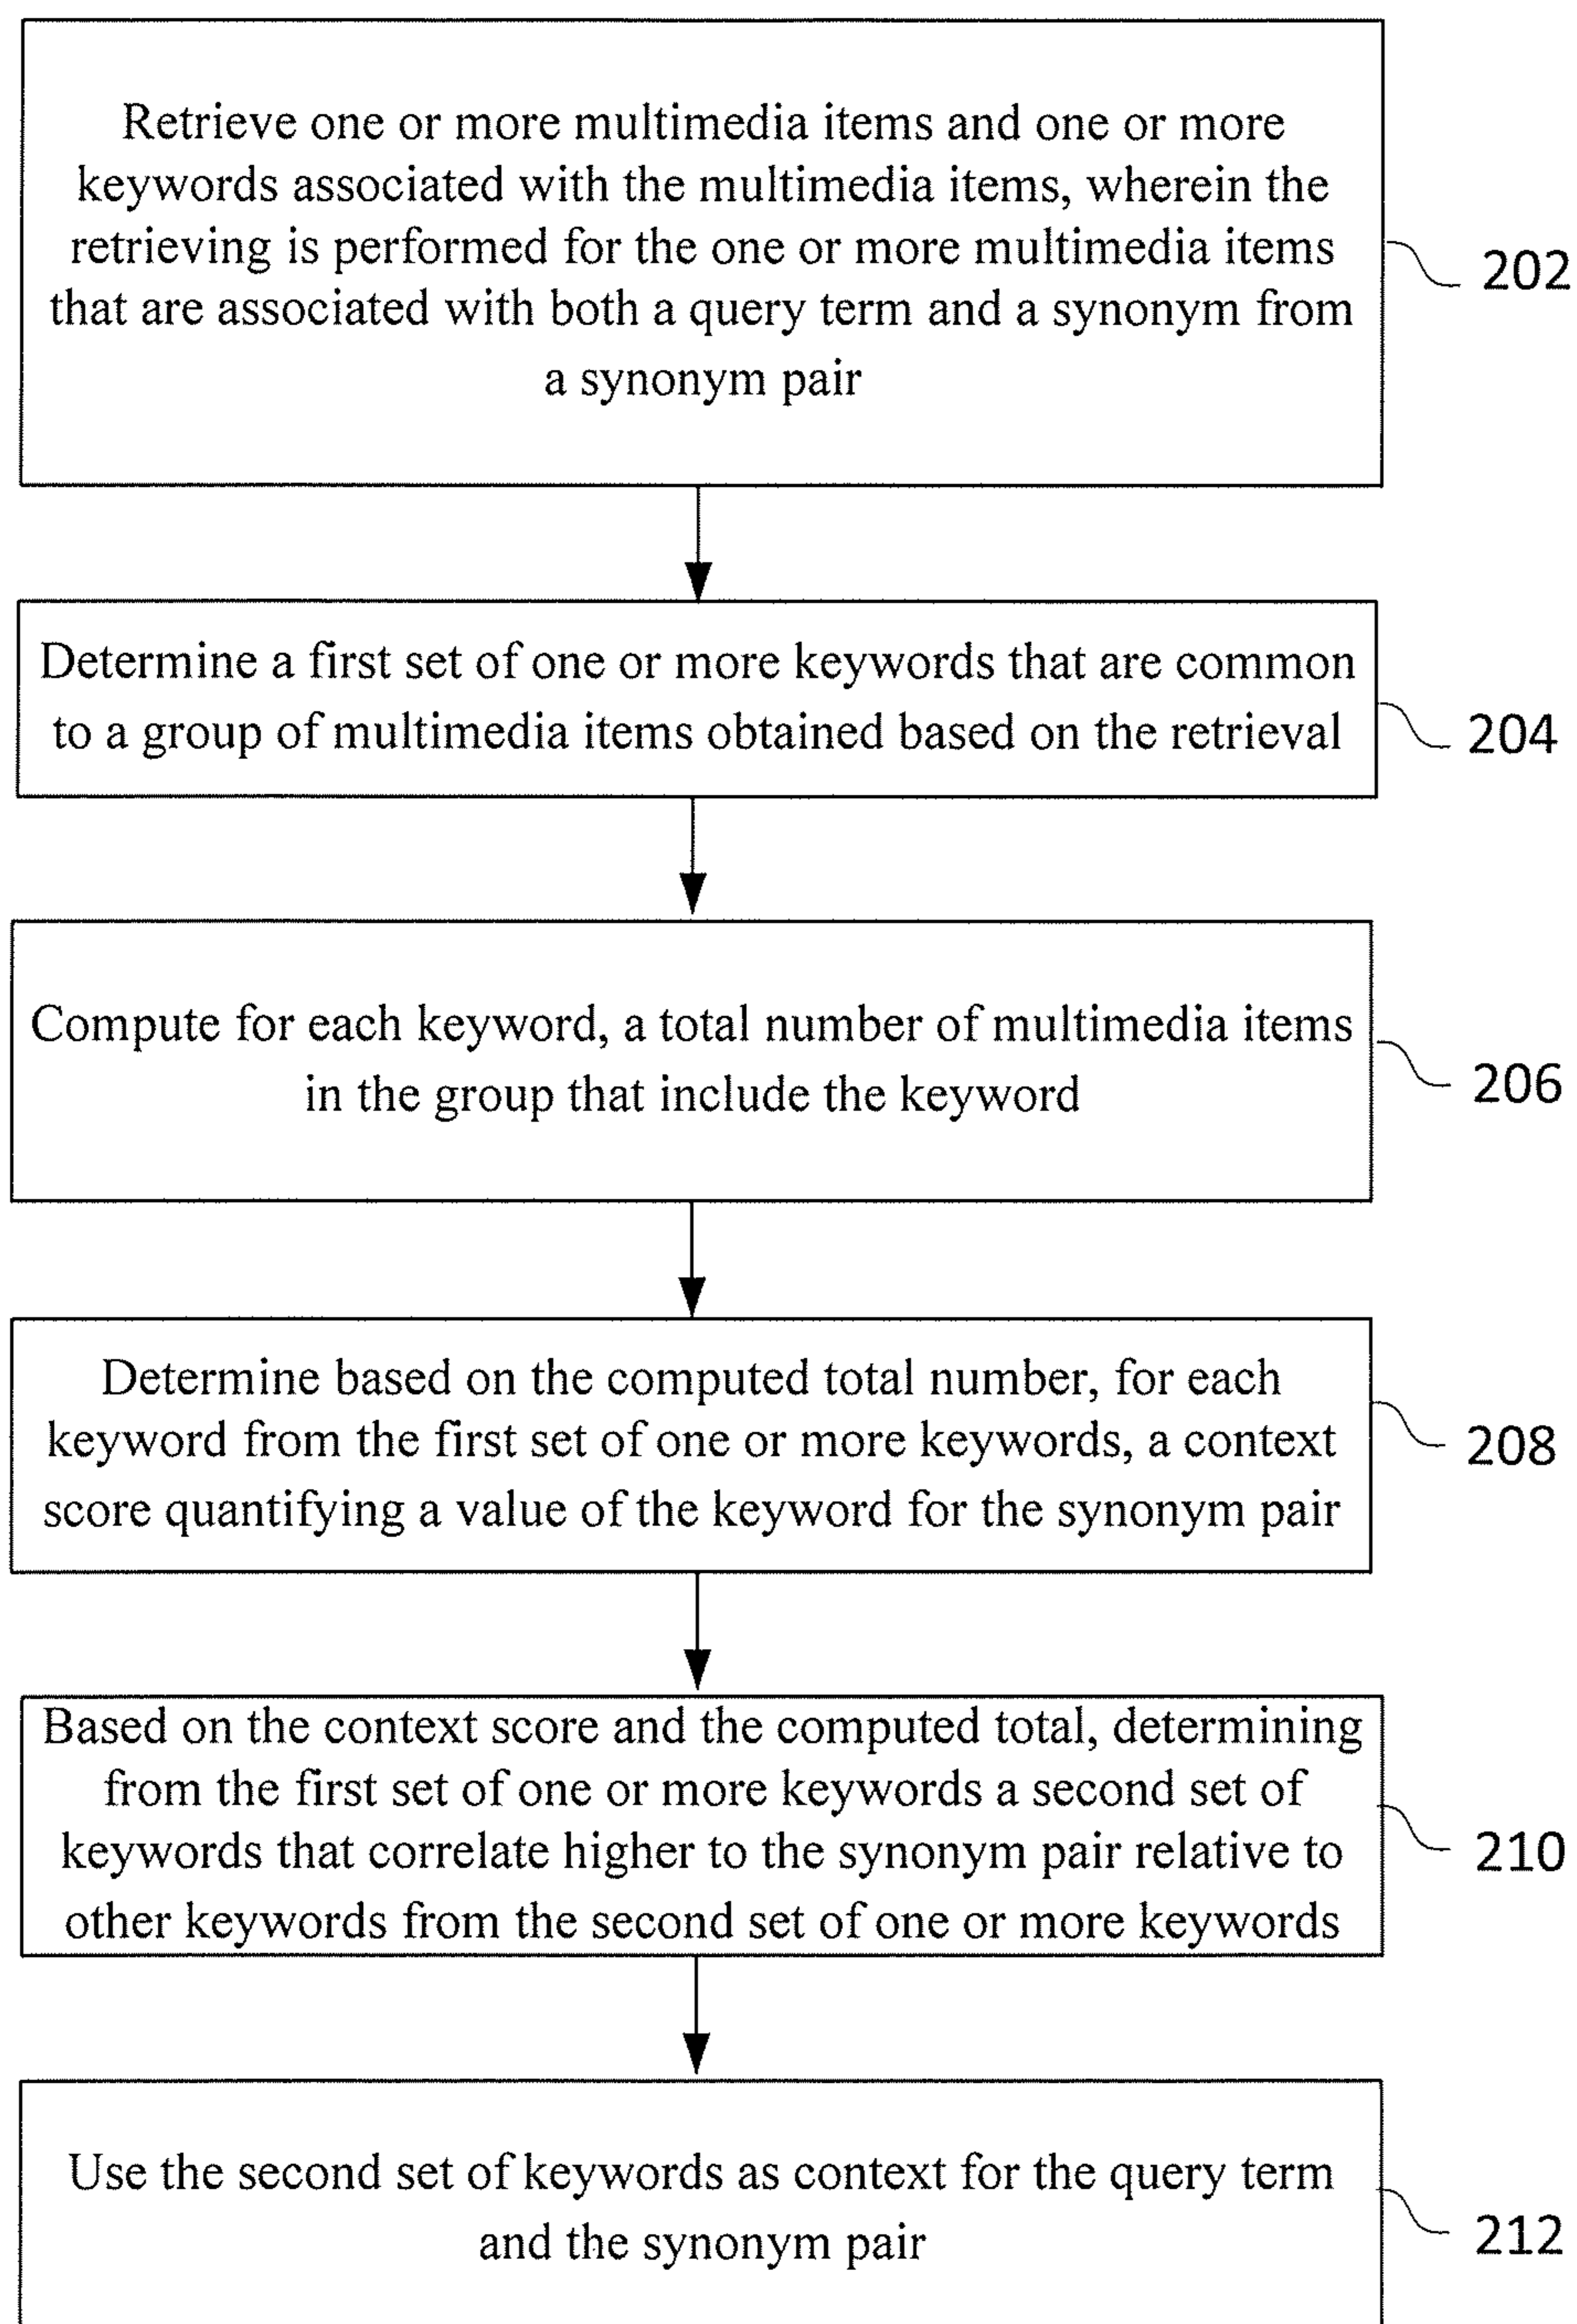 Retrieve one or more multimedia items and one or more
keywords associated with the multimedia items, wherein the
retrieving is performed for the one or more multimedia items
that are associated with both a query term and a synonym from
a synonym pair
202
Determine a first set of one or more keywords that are common
to a group of multimedia items obtained based on the retrieval
204
Compute for each keyword, a total number of multimedia items
in the group that include the keyword
206
Determine based on the computed total number, for each
keyword from the first set of one or more keywords, a context
score quantifying a value of the keyword for the synonym pair
208
Based on the context score and the computed total, determining
from the first set of one or more keywords a second set of
keywords that correlate higher to the synonym pair relative to
other keywords from the second set of one or more keywords
210
Use the second set of keywords as context for the query term
and the synonym pair
212